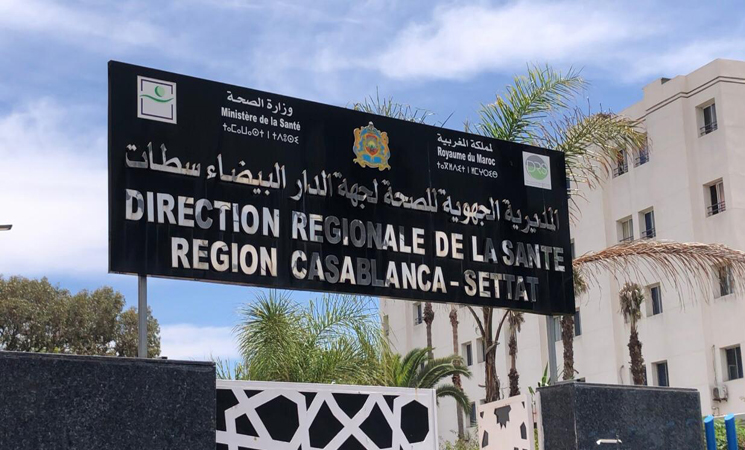 وزارة الصحة
Ministère de la Santé
لمملكة المغربية
Royaume du Maroc
المديرية الجهوية للصحة لجهة الدار البيضاء سطات
DIRECTION REGIONALE DE LA SANTE
REGION CASABLANCA - SETTAT